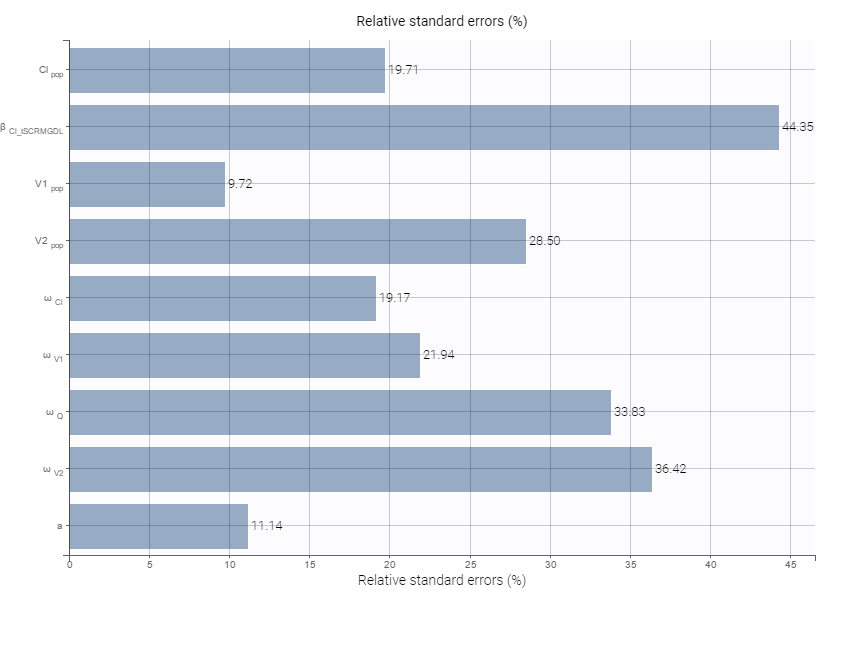 Relative standard errors (%)
Cl pop 19.71
β Cl_tSCRMGDL 44.35
V1 pop 9.72
V2 pop 28.50
ω Cl 19.17
ω V1 21.94
ω Q 33.83
ω V2 36.42
a 11.14
0 5 10 15 20 25 30 35 40 45
Relative standard errors (%)